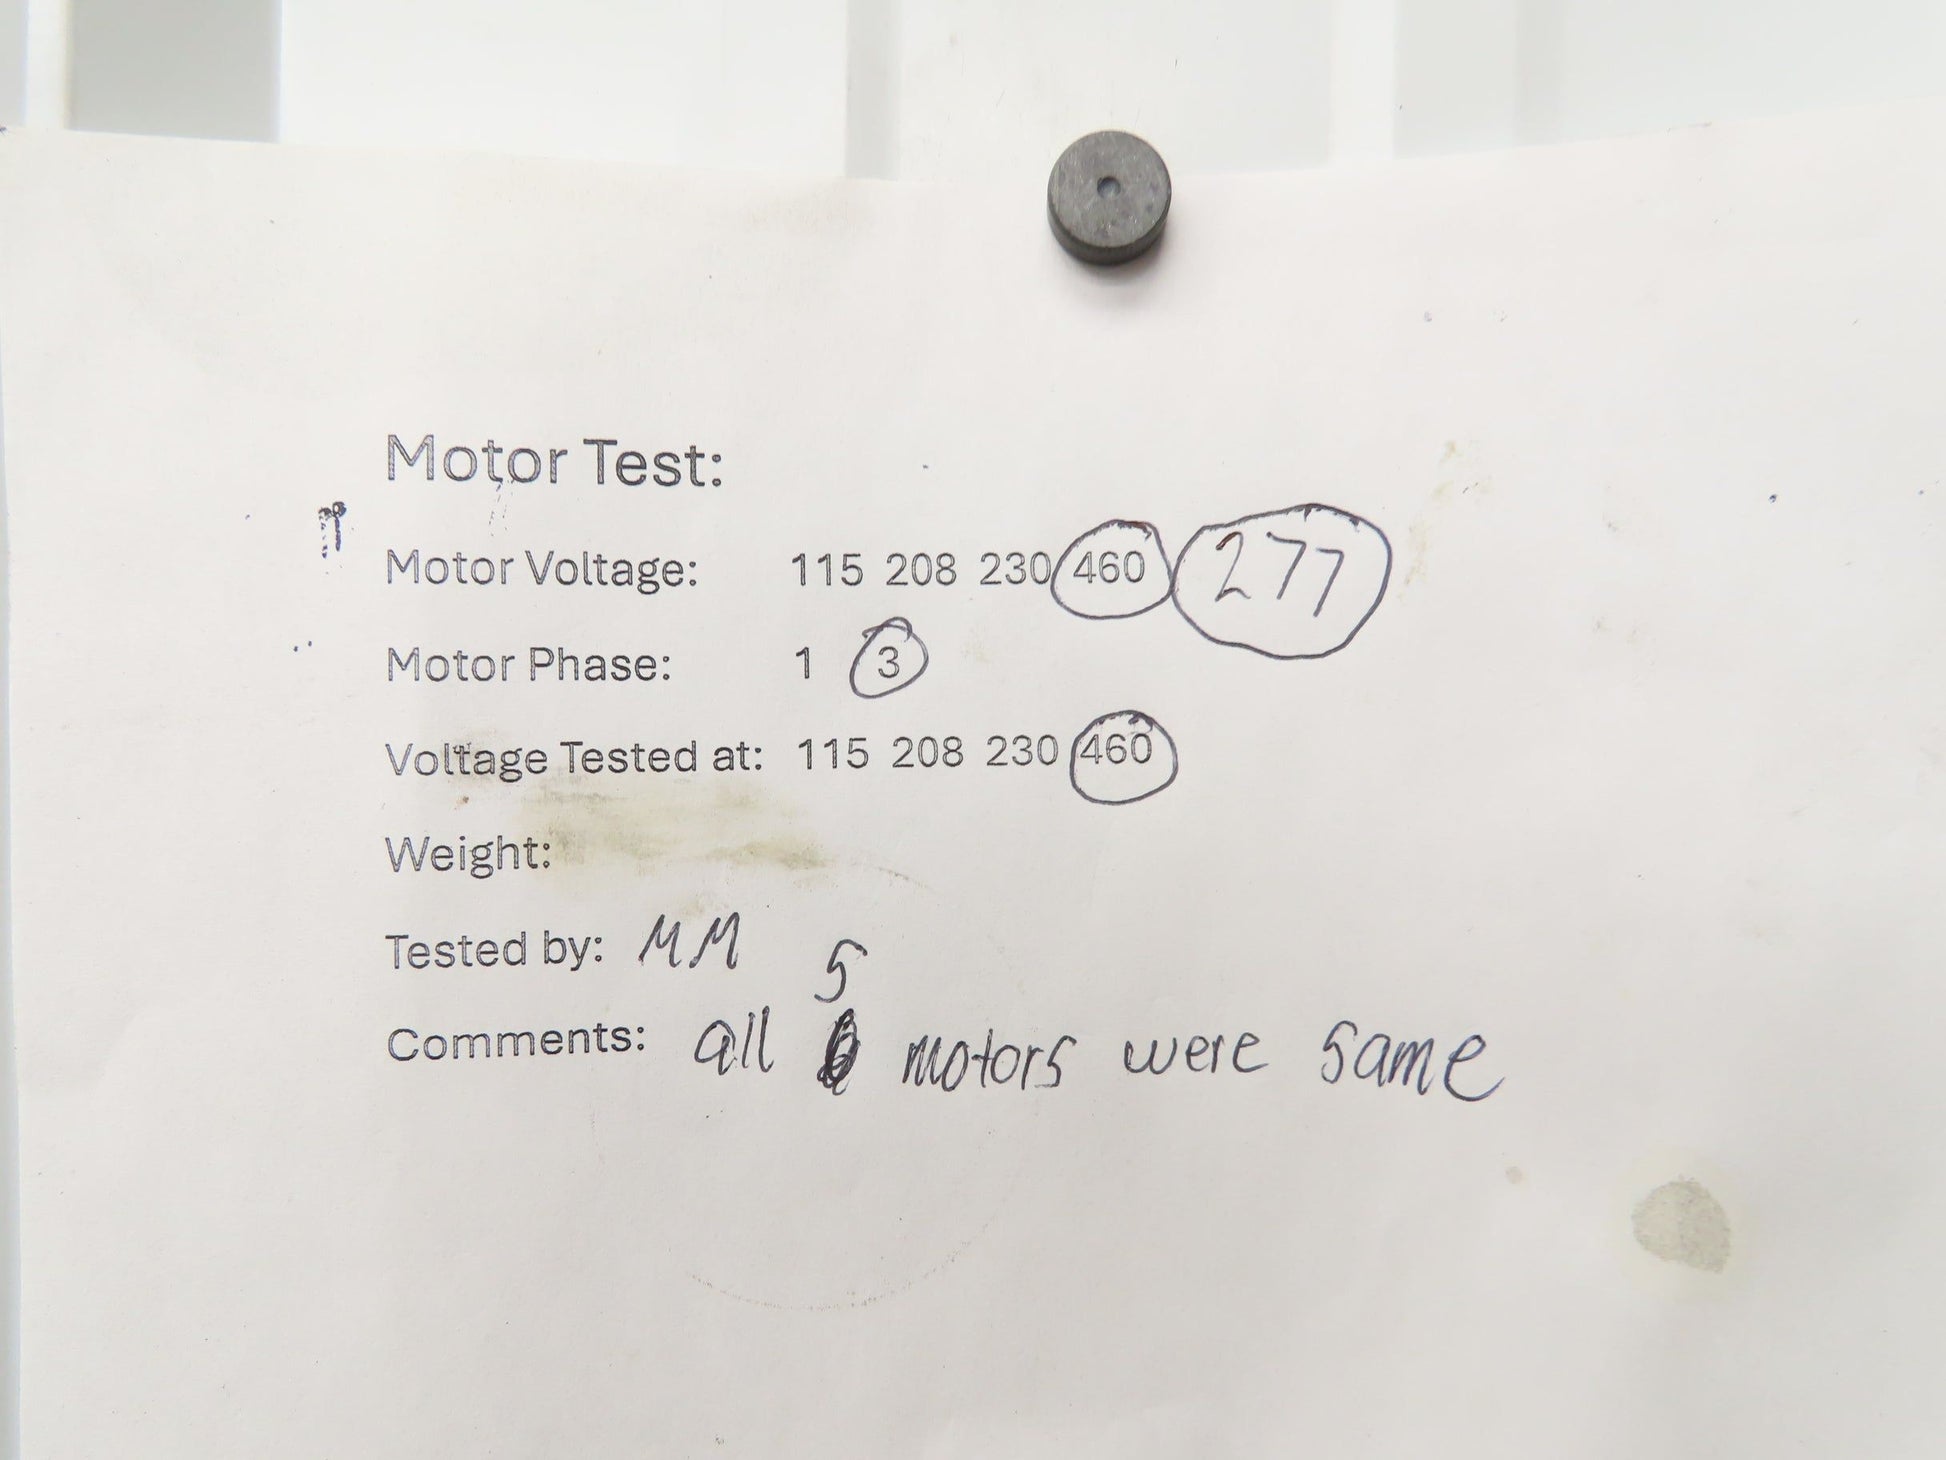 Motor Test:
Motor Voltage: 115 208 230 460 277
Motor Phase: 1 3
Voltage Tested at: 115 208 230 460
Weight:
Tested by: MM
5
Comments: all motors were same